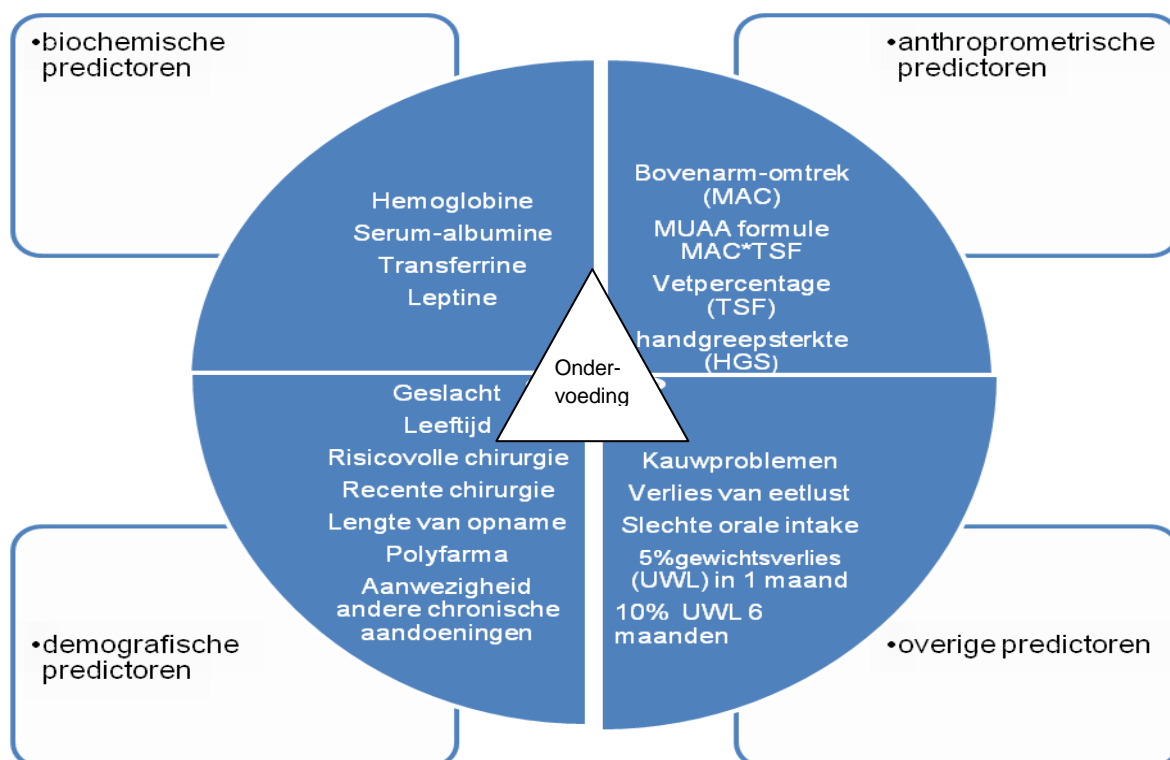 •biochemische
predictoren
•anthroprometrische
predictoren
Hemoglobine
Serum-albumine
Transferrine
Leptine
Bovenarm-omtrek
(MAC)
MUAA formule
MAC*TSF
Vetpercentage
(TSF)
handgreepsterkte
(HGS)
Onder-
voeding
Geslacht
Leeftijd
Risicovolle chirurgie
Recente chirurgie
Lengte van opname
Polyfarma
Aanwezigheid
andere chronische
aandoeningen
Kauwproblemen
Verlies van eetlust
Slechte orale intake
5%gewichtsverlies
(UWL) in 1 maand
10% UWL 6
maanden
•demografische
predictoren
•overige predictoren